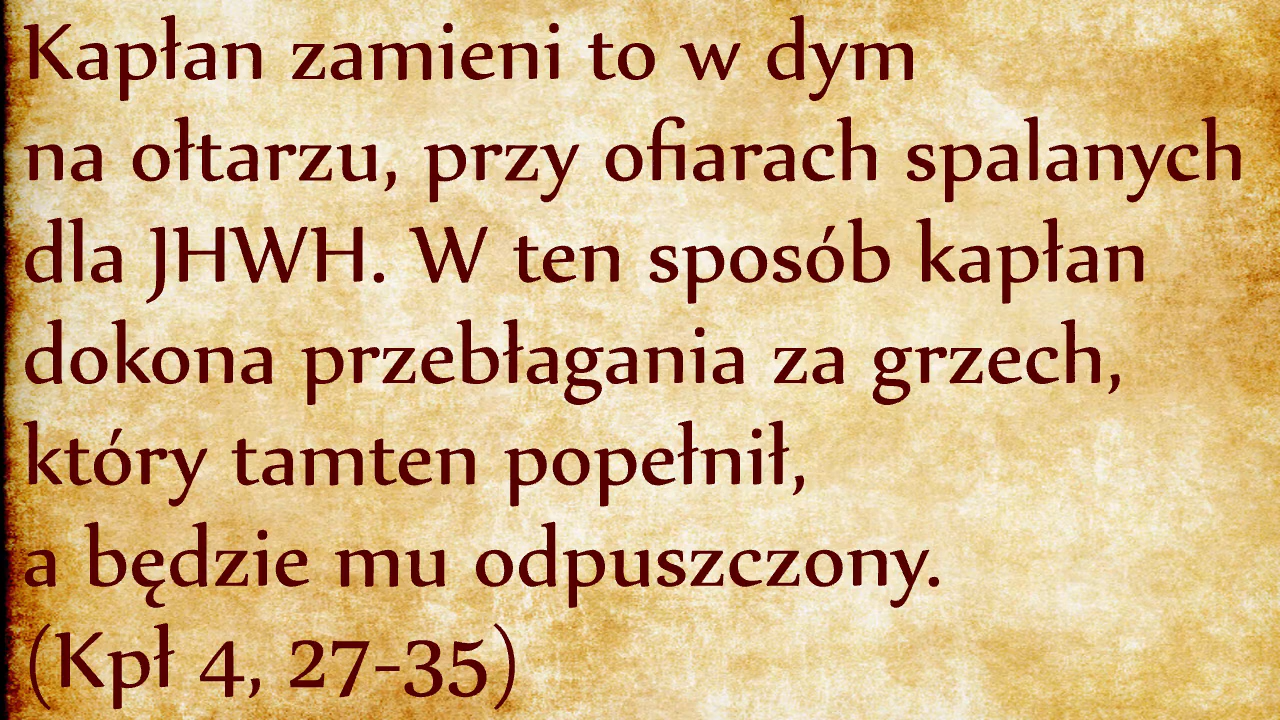 Kapłan zamieni to w dym
na ołtarzu, przy ofiarach spalanych
dla JHWH. W ten sposób kapłan
dokona przebłagania za grzech,
który tamten popełnił,
a będzie mu odpuszczony.
(Kpł 4, 27-35)